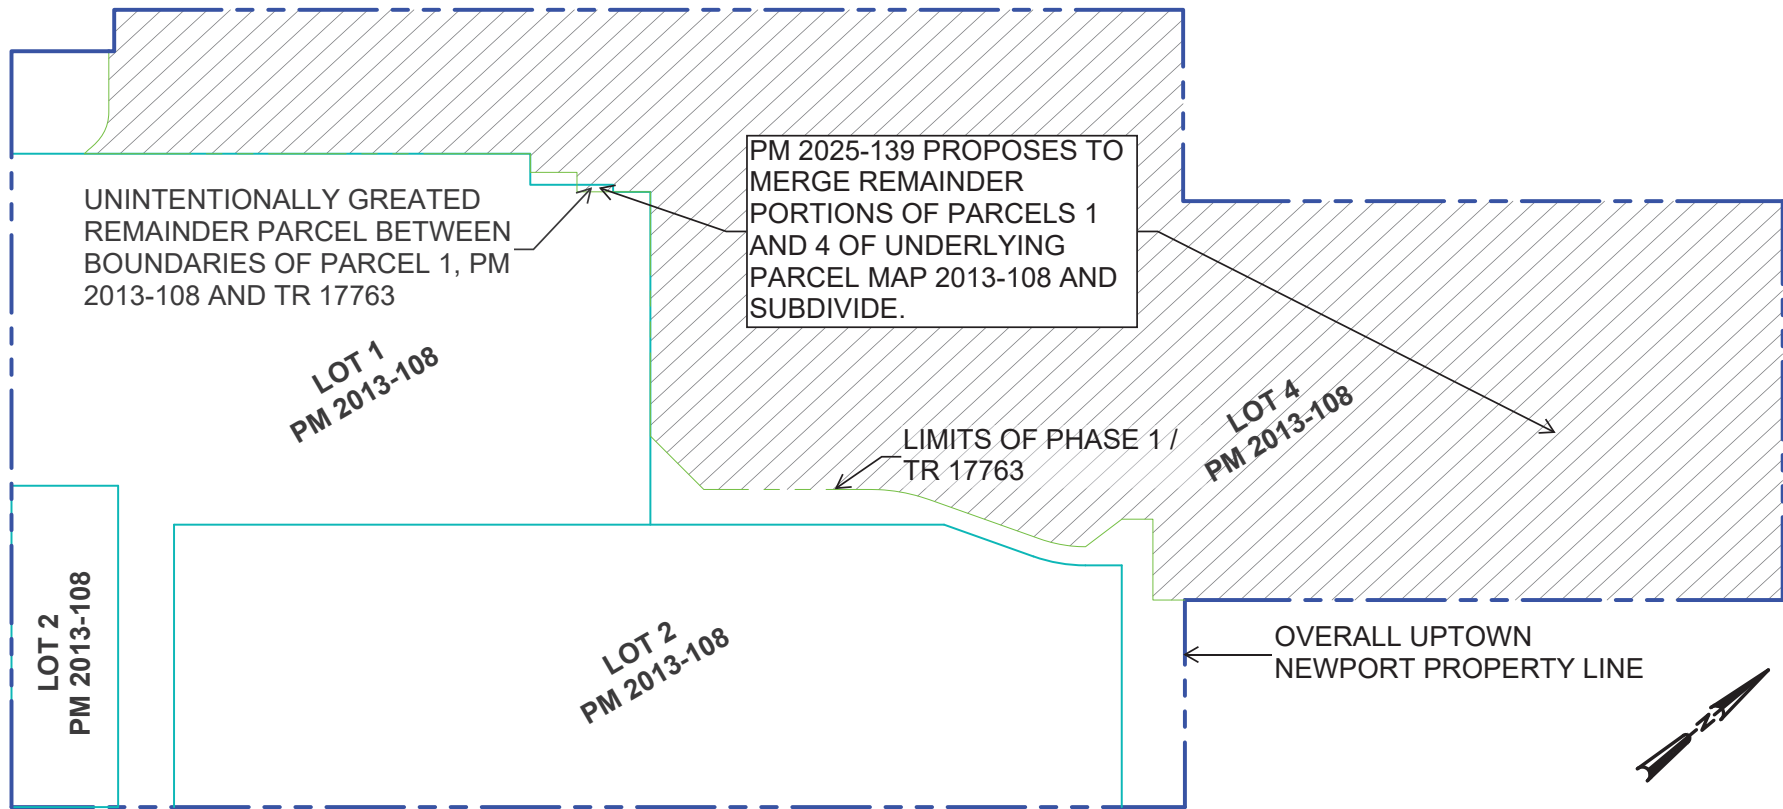 PM 2025-139 PROPOSES TO
MERGE REMAINDER
PORTIONS OF PARCELS 1
AND 4 OF UNDERLYING
PARCEL MAP 2013-108 AND
SUBDIVIDE.
UNINTENTIONALLY GREATED
REMAINDER PARCEL BETWEEN
BOUNDARIES OF PARCEL 1, PM
2013-108 AND TR 17763
LOT 1
PM 2013-108
LOT 4
PM 2013-108
LIMITS OF PHASE 1 /
TR 17763
LOT 2
PM 2013-108
LOT 2
PM 2013-108
OVERALL UPTOWN
NEWPORT PROPERTY LINE
N